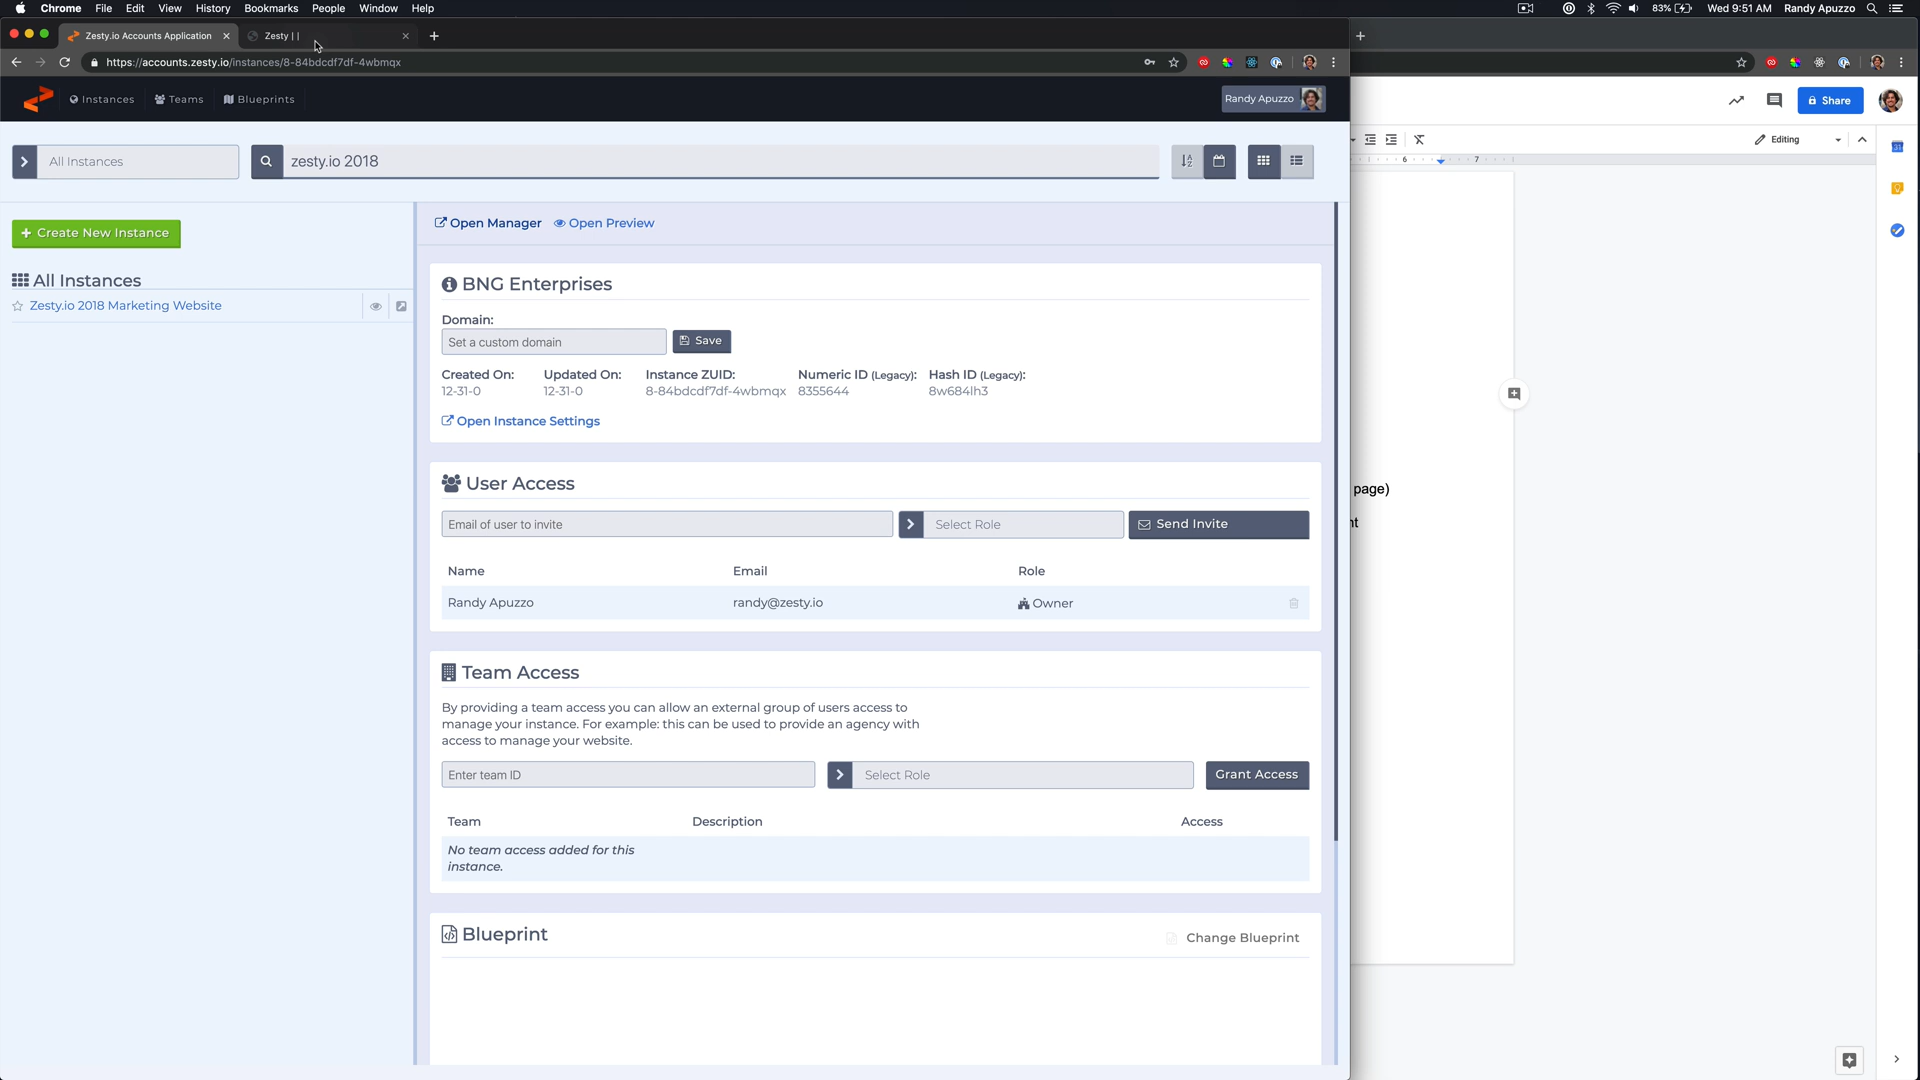 Chrome File Edit View History Bookmarks People Window Help 83% Wed 9:51 AM Randy Apuzzo
Zesty.io Accounts Application Zesty | |
https://accounts.zesty.io/instances/8-84bdcdf7df-4wbmqx
Instances Teams Blueprints Randy Apuzzo
Share
Editing
6 7
All Instances zesty.io 2018
Open Manager Open Preview
+ Create New Instance
All Instances
Zesty.io 2018 Marketing Website
BNG Enterprises
Domain:
Set a custom domain Save
Created On: Updated On: Instance ZUID: Numeric ID (Legacy): Hash ID (Legacy):
12-31-0 12-31-0 8-84bdcdf7df-4wbmqx 8355644 8w684lh3
Open Instance Settings
User Access
page)
Email of user to invite Select Role Send Invite
nt
Name Email Role
Randy Apuzzo randy@zesty.io Owner
Team Access
By providing a team access you can allow an external group of users access to
manage your instance. For example: this can be used to provide an agency with
access to manage your website.
Enter team ID Select Role Grant Access
Team Description Access
No team access added for this
instance.
Blueprint Change Blueprint